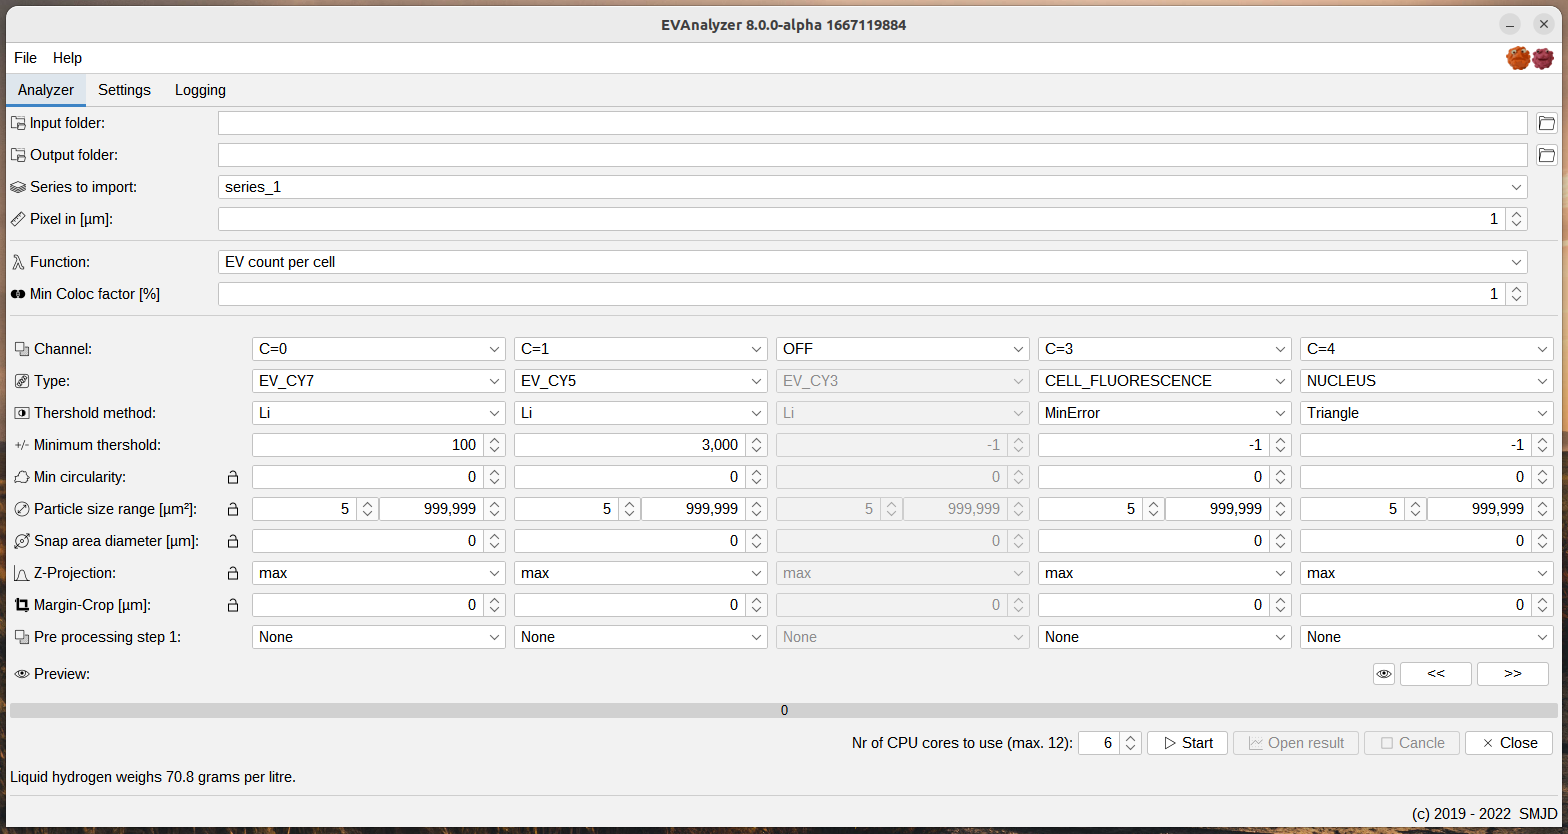 EVAnalyzer 8.0.0-alpha 1667119884
File Help
Analyzer Settings Logging
Input folder:
Output folder:
Series to import: series_1
Pixel in [µm]: 1
Function: EV count per cell
Min Coloc factor [%] 1
Channel: C=0 C=1 OFF C=3 C=4
Type: EV_CY7 EV_CY5 EV_CY3 CELL_FLUORESCENCE NUCLEUS
Thershold method: Li Li Li MinError Triangle
+/- Minimum thershold: 100 3,000 -1 -1 -1
Min circularity: 0 0 0 0 0
Particle size range [µm²]: 5 999,999 5 999,999 5 999,999 5 999,999 5 999,999
Snap area diameter [µm]: 0 0 0 0 0
Z-Projection: max max max max max
Margin-Crop [µm]: 0 0 0 0 0
Pre processing step 1: None None None None None
Preview: << >>
0
Nr of CPU cores to use (max. 12): 6 Start Open result Cancle Close
Liquid hydrogen weighs 70.8 grams per litre.
(c) 2019 - 2022 SMJD